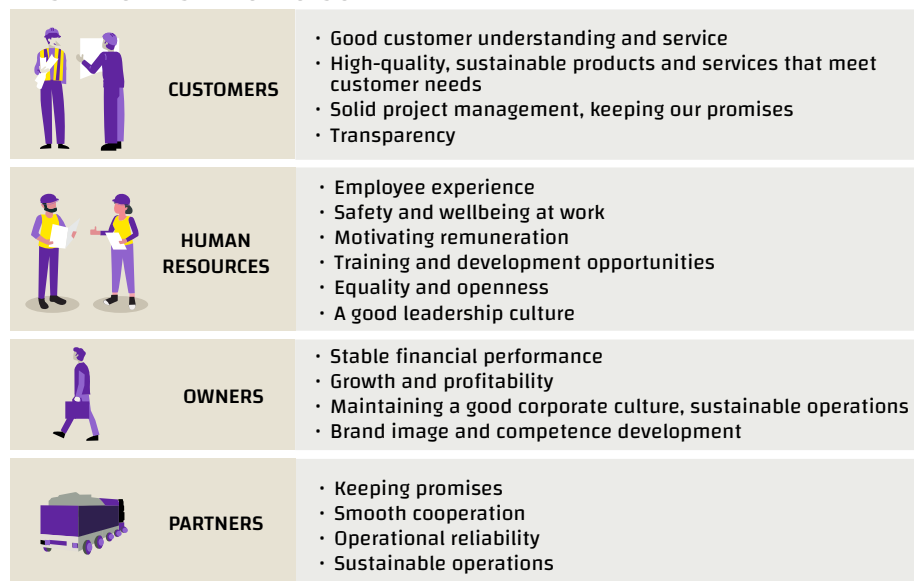 CUSTOMERS
• Good customer understanding and service
• High-quality, sustainable products and services that meet
customer needs
• Solid project management, keeping our promises
• Transparency
HUMAN
RESOURCES
• Employee experience
• Safety and wellbeing at work
• Motivating remuneration
• Training and development opportunities
• Equality and openness
• A good leadership culture
OWNERS
• Stable financial performance
• Growth and profitability
• Maintaining a good corporate culture, sustainable operations
• Brand image and competence development
PARTNERS
• Keeping promises
• Smooth cooperation
• Operational reliability
• Sustainable operations